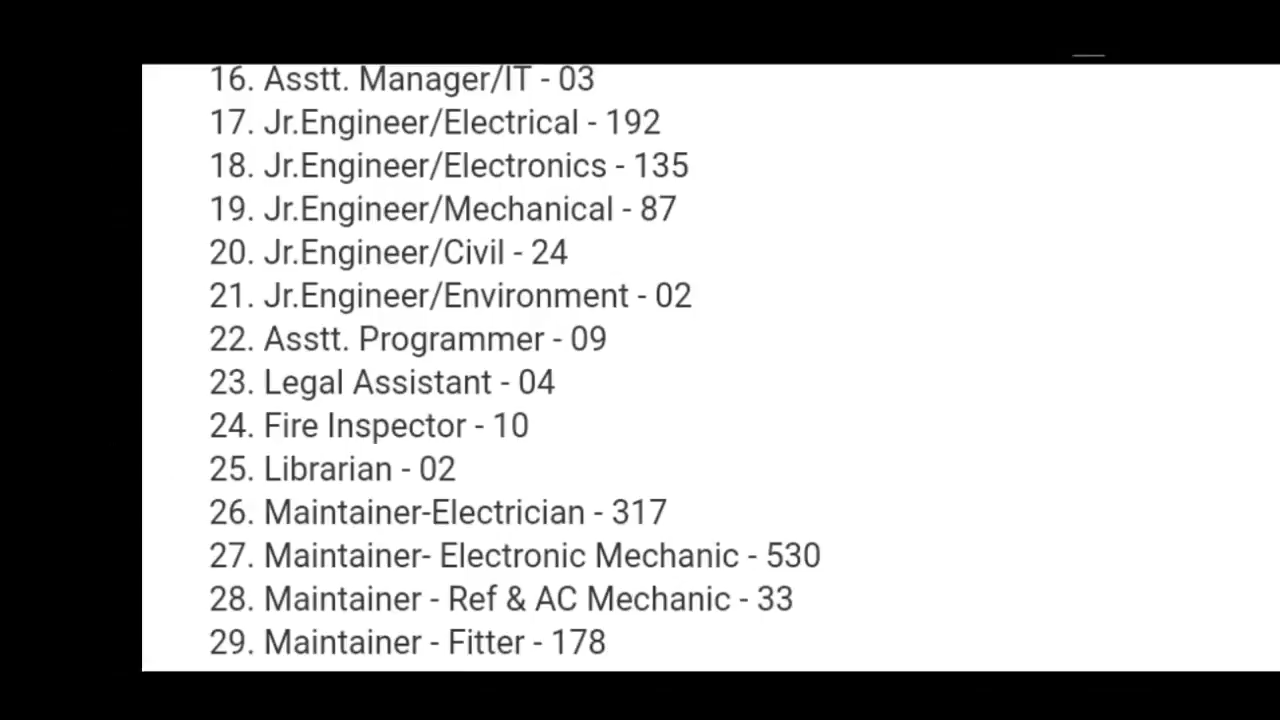 16. Asstt. Manager/IT - 03
17. Jr.Engineer/Electrical - 192
18. Jr.Engineer/Electronics - 135
19. Jr.Engineer/Mechanical - 87
20. Jr.Engineer/Civil - 24
21. Jr.Engineer/Environment - 02
22. Asstt. Programmer - 09
23. Legal Assistant - 04
24. Fire Inspector - 10
25. Librarian - 02
26. Maintainer-Electrician - 317
27. Maintainer- Electronic Mechanic - 530
28. Maintainer - Ref & AC Mechanic - 33
29. Maintainer - Fitter - 178